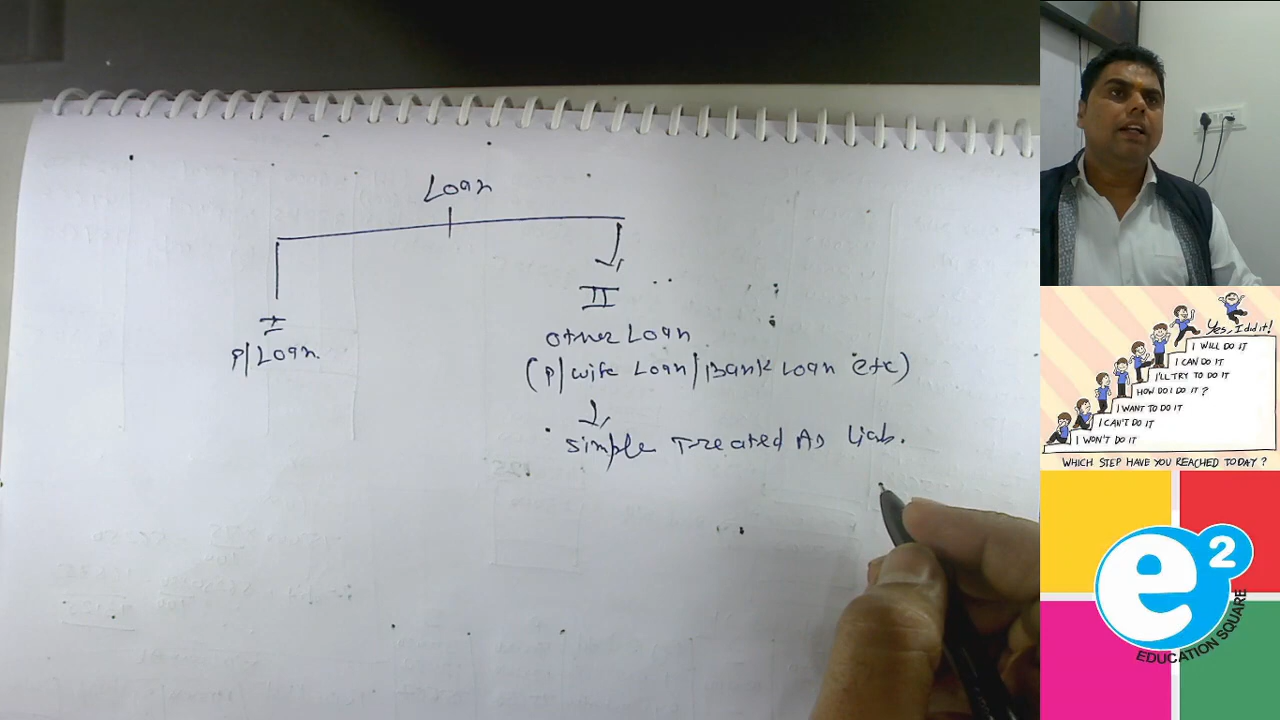 Loan
I
P/Loan.
II
other Loan
(P/wife Loan/Bank Loan etc)
simple Treated As Liab.
Yes, I did it!
I WILL DO IT
I CAN DO IT
I'LL TRY TO DO IT
HOW DO I DO IT?
I WANT TO DO IT
I CAN'T DO IT
I WON'T DO IT
WHICH STEP HAVE YOU REACHED TODAY?
e2
EDUCATION SQUARE